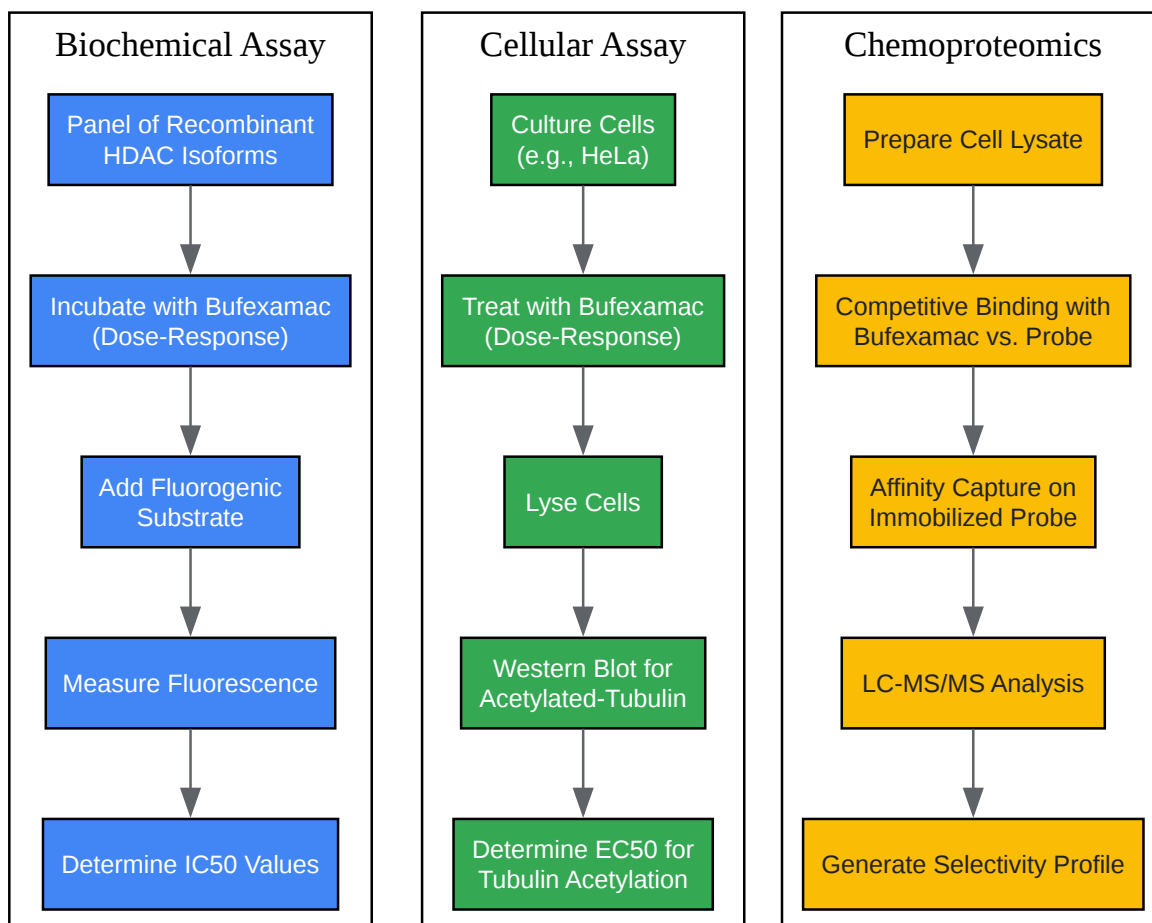 Biochemical Assay
Panel of Recombinant
HDAC Isoforms
Incubate with Bufexamac
(Dose-Response)
Add Fluorogenic
Substrate
Measure Fluorescence
Determine IC50 Values
Cellular Assay
Culture Cells
(e.g., HeLa)
Treat with Bufexamac
(Dose-Response)
Lyse Cells
Western Blot for
Acetylated-Tubulin
Determine EC50 for
Tubulin Acetylation
Chemoproteomics
Prepare Cell Lysate
Competitive Binding with
Bufexamac vs. Probe
Affinity Capture on
Immobilized Probe
LC-MS/MS Analysis
Generate Selectivity Profile